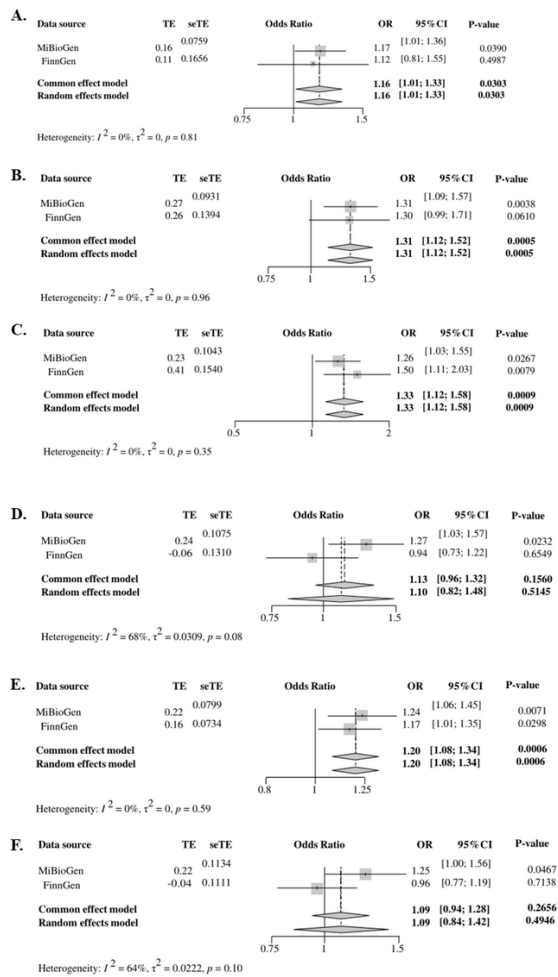 A.
Data source TE seTE Odds Ratio OR 95%CI P-value
MiBioGen 0.16 0.0759 1.17 [1.01; 1.36] 0.0390
FinnGen 0.11 0.1656 1.12 [0.81; 1.55] 0.4987
Common effect model 1.16 [1.01; 1.33] 0.0303
Random effects model 1.16 [1.01; 1.33] 0.0303
0.75 1 1.5
Heterogeneity: I² = 0%, τ² = 0, p = 0.81
B.
Data source TE seTE Odds Ratio OR 95%CI P-value
MiBioGen 0.27 0.0931 1.31 [1.09; 1.57] 0.0038
FinnGen 0.26 0.1394 1.30 [0.99; 1.71] 0.0610
Common effect model 1.31 [1.12; 1.52] 0.0005
Random effects model 1.31 [1.12; 1.52] 0.0005
0.75 1 1.5
Heterogeneity: I² = 0%, τ² = 0, p = 0.96
C.
Data source TE seTE Odds Ratio OR 95%CI P-value
MiBioGen 0.23 0.1043 1.26 [1.03; 1.55] 0.0267
FinnGen 0.41 0.1540 1.50 [1.11; 2.03] 0.0079
Common effect model 1.33 [1.12; 1.58] 0.0009
Random effects model 1.33 [1.12; 1.58] 0.0009
0.5 1 2
Heterogeneity: I² = 0%, τ² = 0, p = 0.35
D.
Data source TE seTE Odds Ratio OR 95%CI P-value
MiBioGen 0.24 0.1075 1.27 [1.03; 1.57] 0.0232
FinnGen -0.06 0.1310 0.94 [0.73; 1.22] 0.6549
Common effect model 1.13 [0.96; 1.32] 0.1560
Random effects model 1.10 [0.82; 1.48] 0.5145
0.75 1 1.5
Heterogeneity: I² = 68%, τ² = 0.0309, p = 0.08
E.
Data source TE seTE Odds Ratio OR 95%CI P-value
MiBioGen 0.22 0.0799 1.24 [1.06; 1.45] 0.0071
FinnGen 0.16 0.0734 1.17 [1.01; 1.35] 0.0298
Common effect model 1.20 [1.08; 1.34] 0.0006
Random effects model 1.20 [1.08; 1.34] 0.0006
0.8 1 1.25
Heterogeneity: I² = 0%, τ² = 0, p = 0.59
F.
Data source TE seTE Odds Ratio OR 95%CI P-value
MiBioGen 0.22 0.1134 1.25 [1.00; 1.56] 0.0467
FinnGen -0.04 0.1111 0.96 [0.77; 1.19] 0.7138
Common effect model 1.09 [0.94; 1.28] 0.2656
Random effects model 1.09 [0.84; 1.42] 0.4946
0.75 1 1.5
Heterogeneity: I² = 64%, τ² = 0.0222, p = 0.10